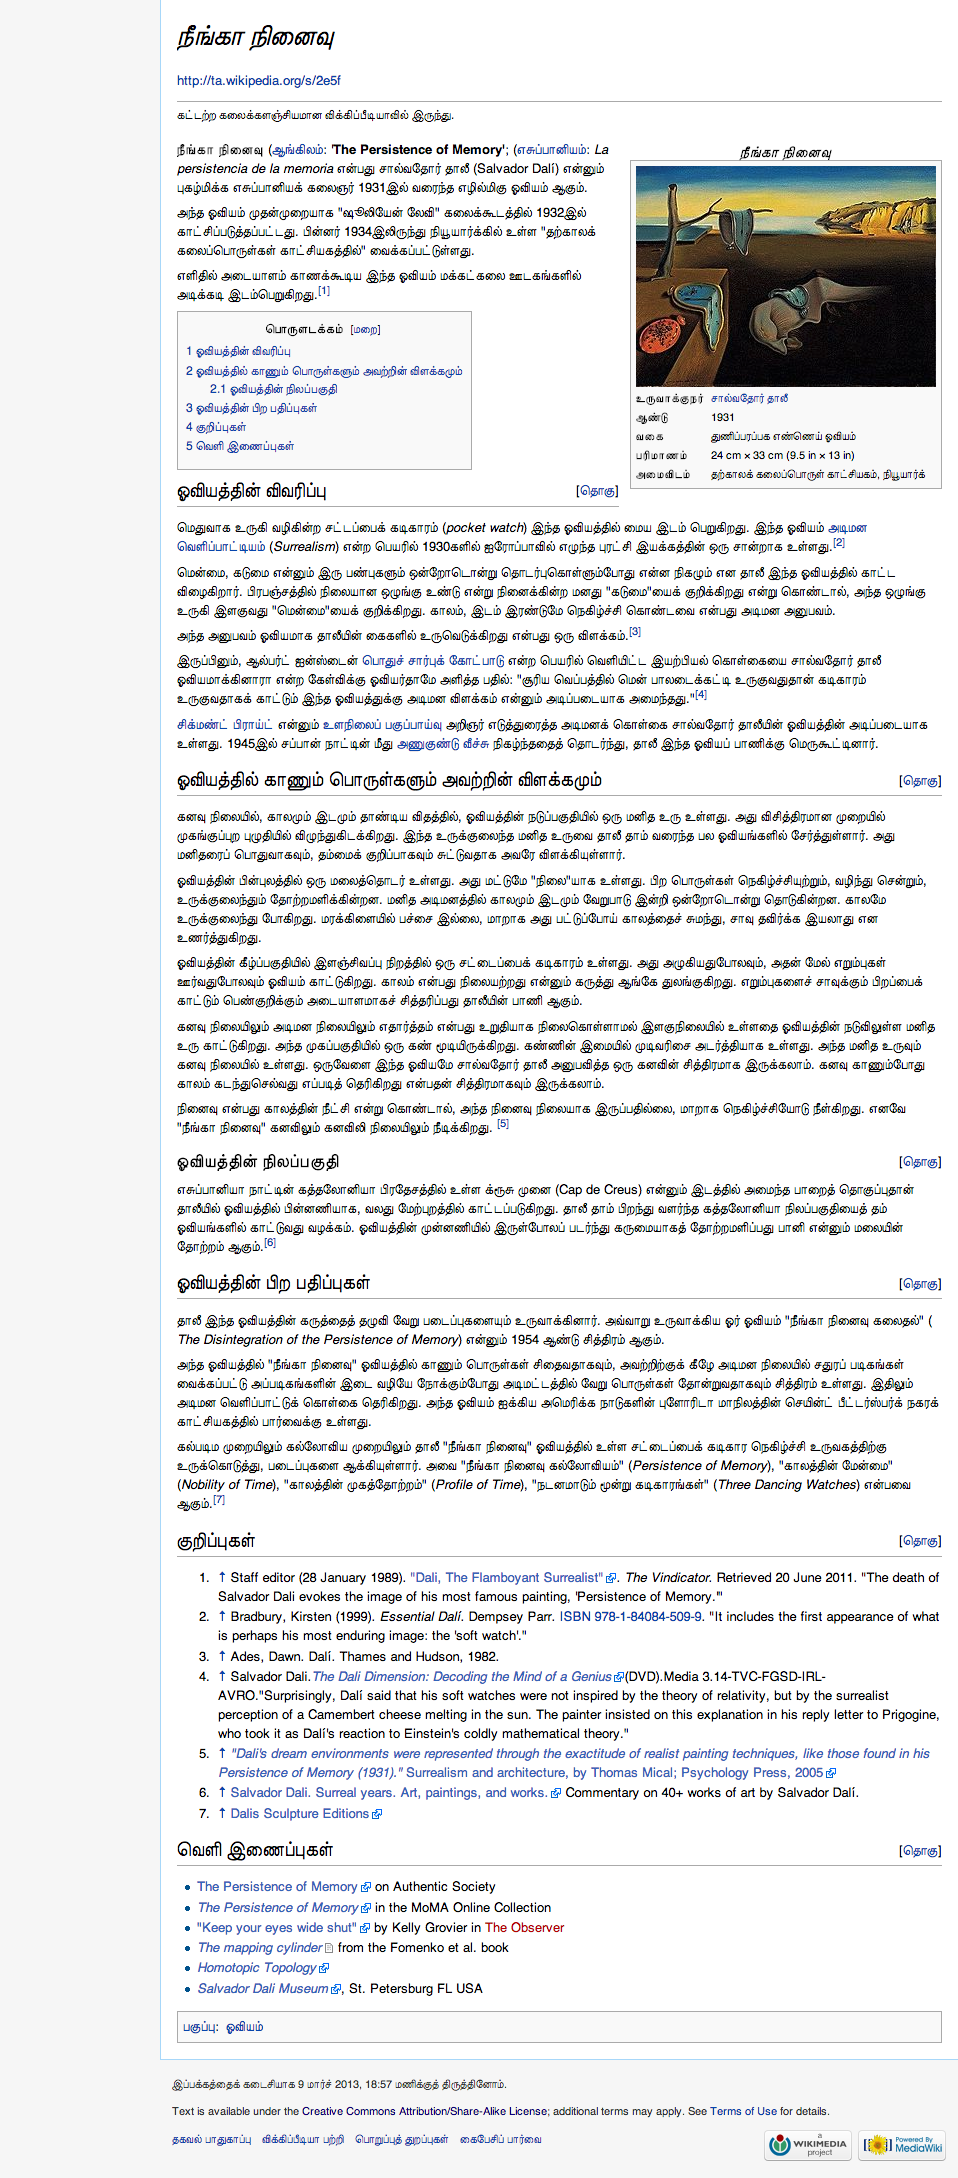 நீங்கா நினைவு
http://ta.wikipedia.org/s/2e5f
கட்டற்ற கலைக்களஞ்சியமான விக்கிப்பீடியாவில் இருந்து.
நீங்கா நினைவு (ஆங்கிலம்: 'The Persistence of Memory'; (எசுப்பானியம்: La
persistencia de la memoria என்பது சால்வதோர் தாலீ (Salvador Dalí) என்னும்
புகழ்மிக்க எசுப்பானியக் கலைஞர் 1931இல் வரைந்த எழில்மிகு ஓவியம் ஆகும்.
அந்த ஓவியம் முதன்முறையாக "ஷூலியேன் லேவி" கலைக்கூடத்தில் 1932இல்
காட்சிப்படுத்தப்பட்டது. பின்னர் 1934இலிருந்து நியூயார்க்கில் உள்ள "தற்காலக்
கலைப்பொருள்கள் காட்சியகத்தில்" வைக்கப்பட்டுள்ளது.
எளிதில் அடையாளம் காணக்கூடிய இந்த ஓவியம் மக்கட்கலை ஊடகங்களில்
அடிக்கடி இடம்பெறுகிறது.[1]
நீங்கா நினைவு
உருவாக்குநர் சால்வதோர் தாலீ
ஆண்டு 1931
வகை துணிப்பரப்பக எண்ணெய் ஓவியம்
பரிமாணம் 24 cm × 33 cm (9.5 in × 13 in)
அமைவிடம் தற்காலக் கலைப்பொருள் காட்சியகம், நியூயார்க்
பொருளடக்கம் [மறை]
1 ஓவியத்தின் விவரிப்பு
2 ஓவியத்தில் காணும் பொருள்களும் அவற்றின் விளக்கமும்
2.1 ஓவியத்தின் நிலப்பகுதி
3 ஓவியத்தின் பிற பதிப்புகள்
4 குறிப்புகள்
5 வெளி இணைப்புகள்
ஓவியத்தின் விவரிப்பு [தொகு]
மெதுவாக உருகி வழிகின்ற சட்டப்பைக் கடிகாரம் (pocket watch) இந்த ஓவியத்தில் மைய இடம் பெறுகிறது. இந்த ஓவியம் அடிமன
வெளிப்பாட்டியம் (Surrealism) என்ற பெயரில் 1930களில் ஐரோப்பாவில் எழுந்த புரட்சி இயக்கத்தின் ஒரு சான்றாக உள்ளது.[2]
மென்மை, கடுமை என்னும் இரு பண்புகளும் ஒன்றோடொன்று தொடர்புகொள்ளும்போது என்ன நிகழும் என தாலீ இந்த ஓவியத்தில் காட்ட
விழைகிறார். பிரபஞ்சத்தில் நிலையான ஒழுங்கு உண்டு என்று நினைக்கின்ற மனது "கடுமை"யைக் குறிக்கிறது என்று கொண்டால், அந்த ஒழுங்கு
உருகி இளகுவது "மென்மை"யைக் குறிக்கிறது. காலம், இடம் இரண்டுமே நெகிழ்ச்சி கொண்டவை என்பது அடிமன அனுபவம்.
அந்த அனுபவம் ஓவியமாக தாலீயின் கைகளில் உருவெடுக்கிறது என்பது ஒரு விளக்கம்.[3]
இருப்பினும், ஆல்பர்ட் ஐன்ஸ்டைன் பொதுச் சார்புக் கோட்பாடு என்ற பெயரில் வெளியிட்ட இயற்பியல் கொள்கையை சால்வதோர் தாலீ
ஓவியமாக்கினாரா என்ற கேள்விக்கு ஓவியர்தாமே அளித்த பதில்: "சூரிய வெப்பத்தில் மென் பாலடைக்கட்டி உருகுவதுதான் கடிகாரம்
உருகுவதாகக் காட்டும் இந்த ஓவியத்துக்கு அடிமன விளக்கம் என்னும் அடிப்படையாக அமைந்தது."[4]
சிக்மண்ட் பிராய்ட் என்னும் உளநிலைப் பகுப்பாய்வு அறிஞர் எடுத்துரைத்த அடிமனக் கொள்கை சால்வதோர் தாலீயின் ஓவியத்தின் அடிப்படையாக
உள்ளது. 1945இல் சப்பான் நாட்டின் மீது அணுகுண்டு வீச்சு நிகழ்ந்ததைத் தொடர்ந்து, தாலீ இந்த ஓவியப் பாணிக்கு மெருகூட்டினார்.
ஓவியத்தில் காணும் பொருள்களும் அவற்றின் விளக்கமும் [தொகு]
கனவு நிலையில், காலமும் இடமும் தாண்டிய விதத்தில், ஓவியத்தின் நடுப்பகுதியில் ஒரு மனித உரு உள்ளது. அது விசித்திரமான முறையில்
முகங்குப்புற புழுதியில் விழுந்துகிடக்கிறது. இந்த உருக்குலைந்த மனித உருவை தாலீ தாம் வரைந்த பல ஓவியங்களில் சேர்த்துள்ளார். அது
மனிதரைப் பொதுவாகவும், தம்மைக் குறிப்பாகவும் சுட்டுவதாக அவரே விளக்கியுள்ளார்.
ஓவியத்தின் பின்புலத்தில் ஒரு மலைத்தொடர் உள்ளது. அது மட்டுமே "நிலை"யாக உள்ளது. பிற பொருள்கள் நெகிழ்ச்சியுற்றும், வழிந்து சென்றும்,
உருக்குலைந்தும் தோற்றமளிக்கின்றன. மனித அடிமனத்தில் காலமும் இடமும் வேறுபாடு இன்றி ஒன்றோடொன்று தொடுகின்றன. காலமே
உருக்குலைந்து போகிறது. மரக்கிளையில் பச்சை இல்லை, மாறாக அது பட்டுப்போய் காலத்தைச் சுமந்து, சாவு தவிர்க்க இயலாது என
உணர்த்துகிறது.
ஓவியத்தின் கீழ்ப்பகுதியில் இளஞ்சிவப்பு நிறத்தில் ஒரு சட்டைப்பைக் கடிகாரம் உள்ளது. அது அழுகியதுபோலவும், அதன் மேல் எறும்புகள்
ஊர்வதுபோலவும் ஓவியம் காட்டுகிறது. காலம் என்பது நிலையற்றது என்னும் கருத்து ஆங்கே துலங்குகிறது. எறும்புகளைச் சாவுக்கும் பிறப்பைக்
காட்டும் பெண்குறிக்கும் அடையாளமாகச் சித்தரிப்பது தாலீயின் பாணி ஆகும்.
கனவு நிலையிலும் அடிமன நிலையிலும் எதார்த்தம் என்பது உறுதியாக நிலைகொள்ளாமல் இளகுநிலையில் உள்ளதை ஓவியத்தின் நடுவிலுள்ள மனித
உரு காட்டுகிறது. அந்த முகப்பகுதியில் ஒரு கண் மூடியிருக்கிறது. கண்ணின் இமையில் முடிவரிசை அடர்த்தியாக உள்ளது. அந்த மனித உருவும்
கனவு நிலையில் உள்ளது. ஒருவேளை இந்த ஓவியமே சால்வதோர் தாலீ அனுபவித்த ஒரு கனவின் சித்திரமாக இருக்கலாம். கனவு காணும்போது
காலம் கடந்துசெல்வது எப்படித் தெரிகிறது என்பதன் சித்திரமாகவும் இருக்கலாம்.
நினைவு என்பது காலத்தின் நீட்சி என்று கொண்டால், அந்த நினைவு நிலையாக இருப்பதில்லை, மாறாக நெகிழ்ச்சியோடு நீள்கிறது. எனவே
"நீங்கா நினைவு" கனவிலும் கனவிலி நிலையிலும் நீடிக்கிறது. [5]
ஓவியத்தின் நிலப்பகுதி [தொகு]
எசுப்பானியா நாட்டின் கத்தலோனியா பிரதேசத்தில் உள்ள க்ரூசு முனை (Cap de Creus) என்னும் இடத்தில் அமைந்த பாறைத் தொகுப்புதான்
தாலீயில் ஓவியத்தில் பின்னணியாக, வலது மேற்புறத்தில் காட்டப்படுகிறது. தாலீ தாம் பிறந்து வளர்ந்த கத்தலோனியா நிலப்பகுதியைத் தம்
ஓவியங்களில் காட்டுவது வழக்கம். ஓவியத்தின் முன்னணியில் இருள்போலப் படர்ந்து கருமையாகத் தோற்றமளிப்பது பானி என்னும் மலையின்
தோற்றம் ஆகும்.[6]
ஓவியத்தின் பிற பதிப்புகள் [தொகு]
தாலீ இந்த ஓவியத்தின் கருத்தைத் தழுவி வேறு படைப்புகளையும் உருவாக்கினார். அவ்வாறு உருவாக்கிய ஓர் ஓவியம் "நீங்கா நினைவு கலைதல்" (
The Disintegration of the Persistence of Memory) என்னும் 1954 ஆண்டு சித்திரம் ஆகும்.
அந்த ஓவியத்தில் "நீங்கா நினைவு" ஓவியத்தில் காணும் பொருள்கள் சிதைவதாகவும், அவற்றிற்குக் கீழே அடிமன நிலையில் சதுரப் படிகங்கள்
வைக்கப்பட்டு அப்படிகங்களின் இடை வழியே நோக்கும்போது அடிமட்டத்தில் வேறு பொருள்கள் தோன்றுவதாகவும் சித்திரம் உள்ளது. இதிலும்
அடிமன வெளிப்பாட்டுக் கொள்கை தெரிகிறது. அந்த ஓவியம் ஐக்கிய அமெரிக்க நாடுகளின் புளோரிடா மாநிலத்தின் செயின்ட் பீட்டர்ஸ்பர்க் நகரக்
காட்சியகத்தில் பார்வைக்கு உள்ளது.
கல்படிம முறையிலும் கல்லோவிய முறையிலும் தாலீ "நீங்கா நினைவு" ஓவியத்தில் உள்ள சட்டைப்பைக் கடிகார நெகிழ்ச்சி உருவகத்திற்கு
உருக்கொடுத்து, படைப்புகளை ஆக்கியுள்ளார். அவை "நீங்கா நினைவு கல்லோவியம்" (Persistence of Memory), "காலத்தின் மேன்மை"
(Nobility of Time), "காலத்தின் முகத்தோற்றம்" (Profile of Time), "நடனமாடும் மூன்று கடிகாரங்கள்" (Three Dancing Watches) என்பவை
ஆகும்.[7]
குறிப்புகள் [தொகு]
1. ↑ Staff editor (28 January 1989). "Dali, The Flamboyant Surrealist". The Vindicator. Retrieved 20 June 2011. "The death of
Salvador Dali evokes the image of his most famous painting, 'Persistence of Memory.'"
2. ↑ Bradbury, Kirsten (1999). Essential Dalí. Dempsey Parr. ISBN 978-1-84084-509-9. "It includes the first appearance of what
is perhaps his most enduring image: the 'soft watch'."
3. ↑ Ades, Dawn. Dalí. Thames and Hudson, 1982.
4. ↑ Salvador Dali.The Dali Dimension: Decoding the Mind of a Genius(DVD).Media 3.14-TVC-FGSD-IRL-
AVRO."Surprisingly, Dalí said that his soft watches were not inspired by the theory of relativity, but by the surrealist
perception of a Camembert cheese melting in the sun. The painter insisted on this explanation in his reply letter to Prigogine,
who took it as Dalí's reaction to Einstein's coldly mathematical theory."
5. ↑ "Dali's dream environments were represented through the exactitude of realist painting techniques, like those found in his
Persistence of Memory (1931)." Surrealism and architecture, by Thomas Mical; Psychology Press, 2005
6. ↑ Salvador Dali. Surreal years. Art, paintings, and works. Commentary on 40+ works of art by Salvador Dalí.
7. ↑ Dalis Sculpture Editions
வெளி இணைப்புகள் [தொகு]
The Persistence of Memory on Authentic Society
The Persistence of Memory in the MoMA Online Collection
"Keep your eyes wide shut" by Kelly Grovier in The Observer
The mapping cylinder from the Fomenko et al. book
Homotopic Topology
Salvador Dali Museum, St. Petersburg FL USA
பகுப்பு: ஓவியம்
இப்பக்கத்தைக் கடைசியாக 9 மார்ச் 2013, 18:57 மணிக்குத் திருத்தினோம்.
Text is available under the Creative Commons Attribution/Share-Alike License; additional terms may apply. See Terms of Use for details.
தகவல் பாதுகாப்பு விக்கிப்பீடியா பற்றி பொறுப்புத் துறப்புகள் கைபேசிப் பார்வை
a
WIKIMEDIA
project
Powered By
MediaWiki